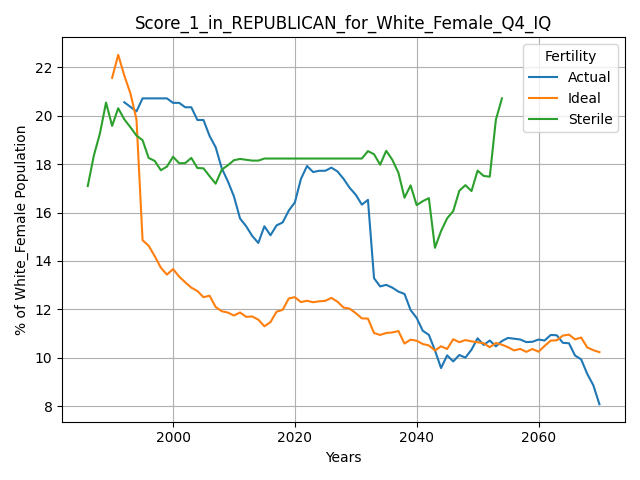 Score_1_in_REPUBLICAN_for_White_Female_Q4_IQ
Fertility
Actual
Ideal
Sterile
% of White_Female Population
22
20
18
16
14
12
10
8
2000
2020
2040
2060
Years